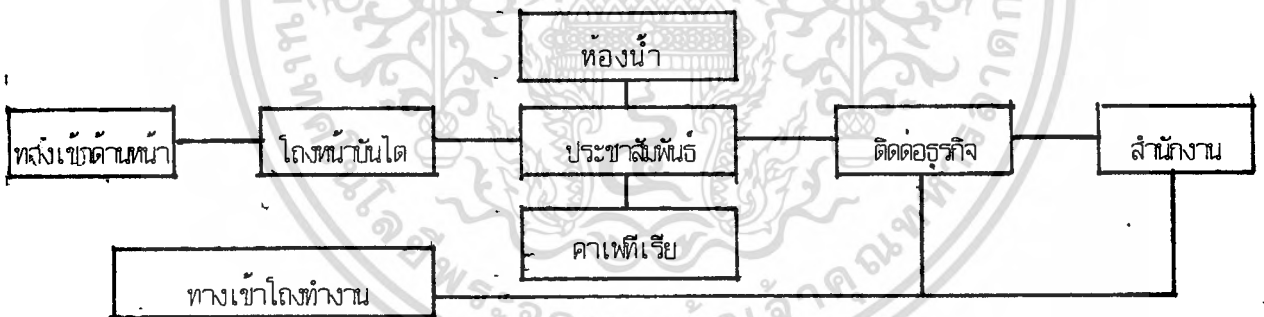 ห้องน้ำ
ทางเข้าด้านหน้า โถงหน้าบันได ประชาสัมพันธ์ ติดต่อธุรกิจ สำนักงาน
คาเฟทีเรีย
ทางเข้าโถงทำงาน